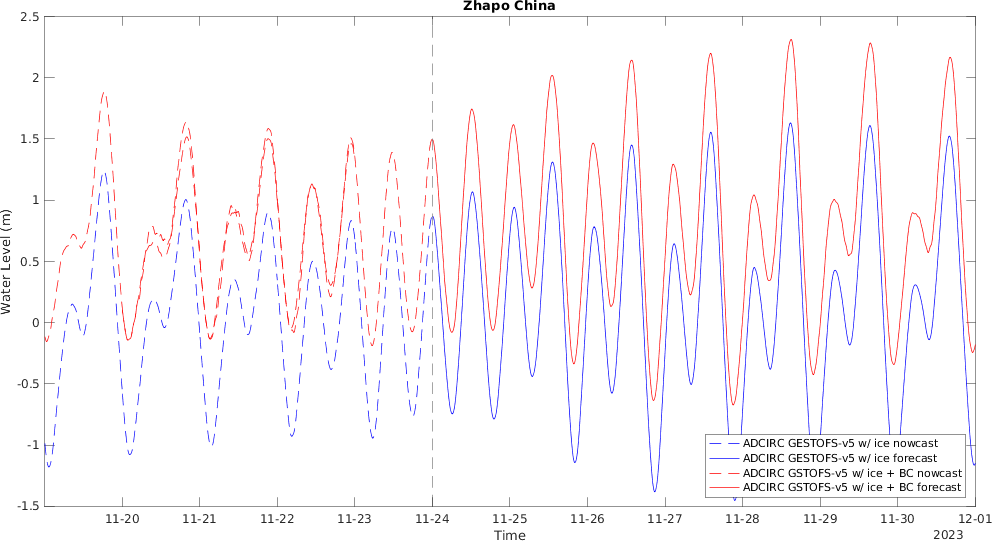 Zhapo China
2.5
2
1.5
1
0.5
0
-0.5
-1
-1.5
Water Level (m)
ADCIRC GESTOFS-v5 w/ ice nowcast
ADCIRC GESTOFS-v5 w/ ice forecast
ADCIRC GSTOFS-v5 w/ ice + BC nowcast
ADCIRC GSTOFS-v5 w/ ice + BC forecast
11-20 11-21 11-22 11-23 11-24 11-25 11-26 11-27 11-28 11-29 11-30 12-01
Time
2023